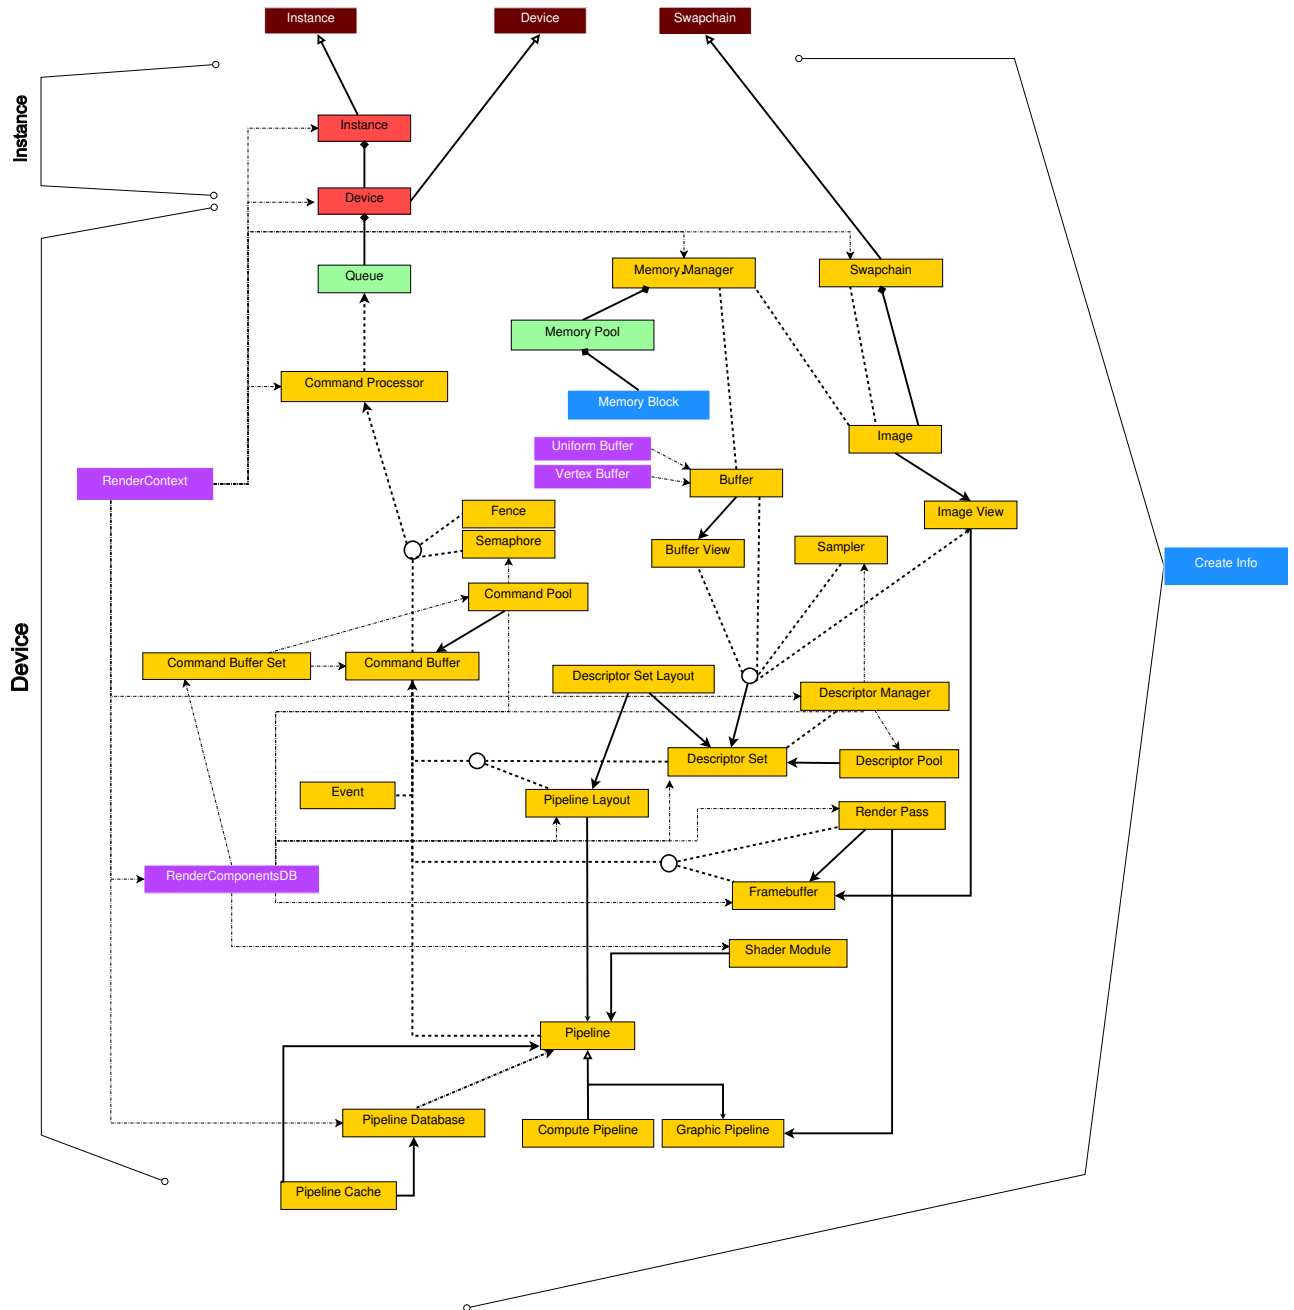 Instance
Device
Swapchain
Instance
Instance
Device
Queue
Memory Manager
Swapchain
Memory Pool
Command Processor
Memory Block
Image
Uniform Buffer
Vertex Buffer
RenderContext
Buffer
Fence
Image View
Semaphore
Buffer View
Sampler
Create Info
Command Pool
Device
Command Buffer Set
Command Buffer
Descriptor Set Layout
Descriptor Manager
Descriptor Set
Descriptor Pool
Event
Pipeline Layout
Render Pass
RenderComponentsDB
Framebuffer
Shader Module
Pipeline
Pipeline Database
Compute Pipeline
Graphic Pipeline
Pipeline Cache